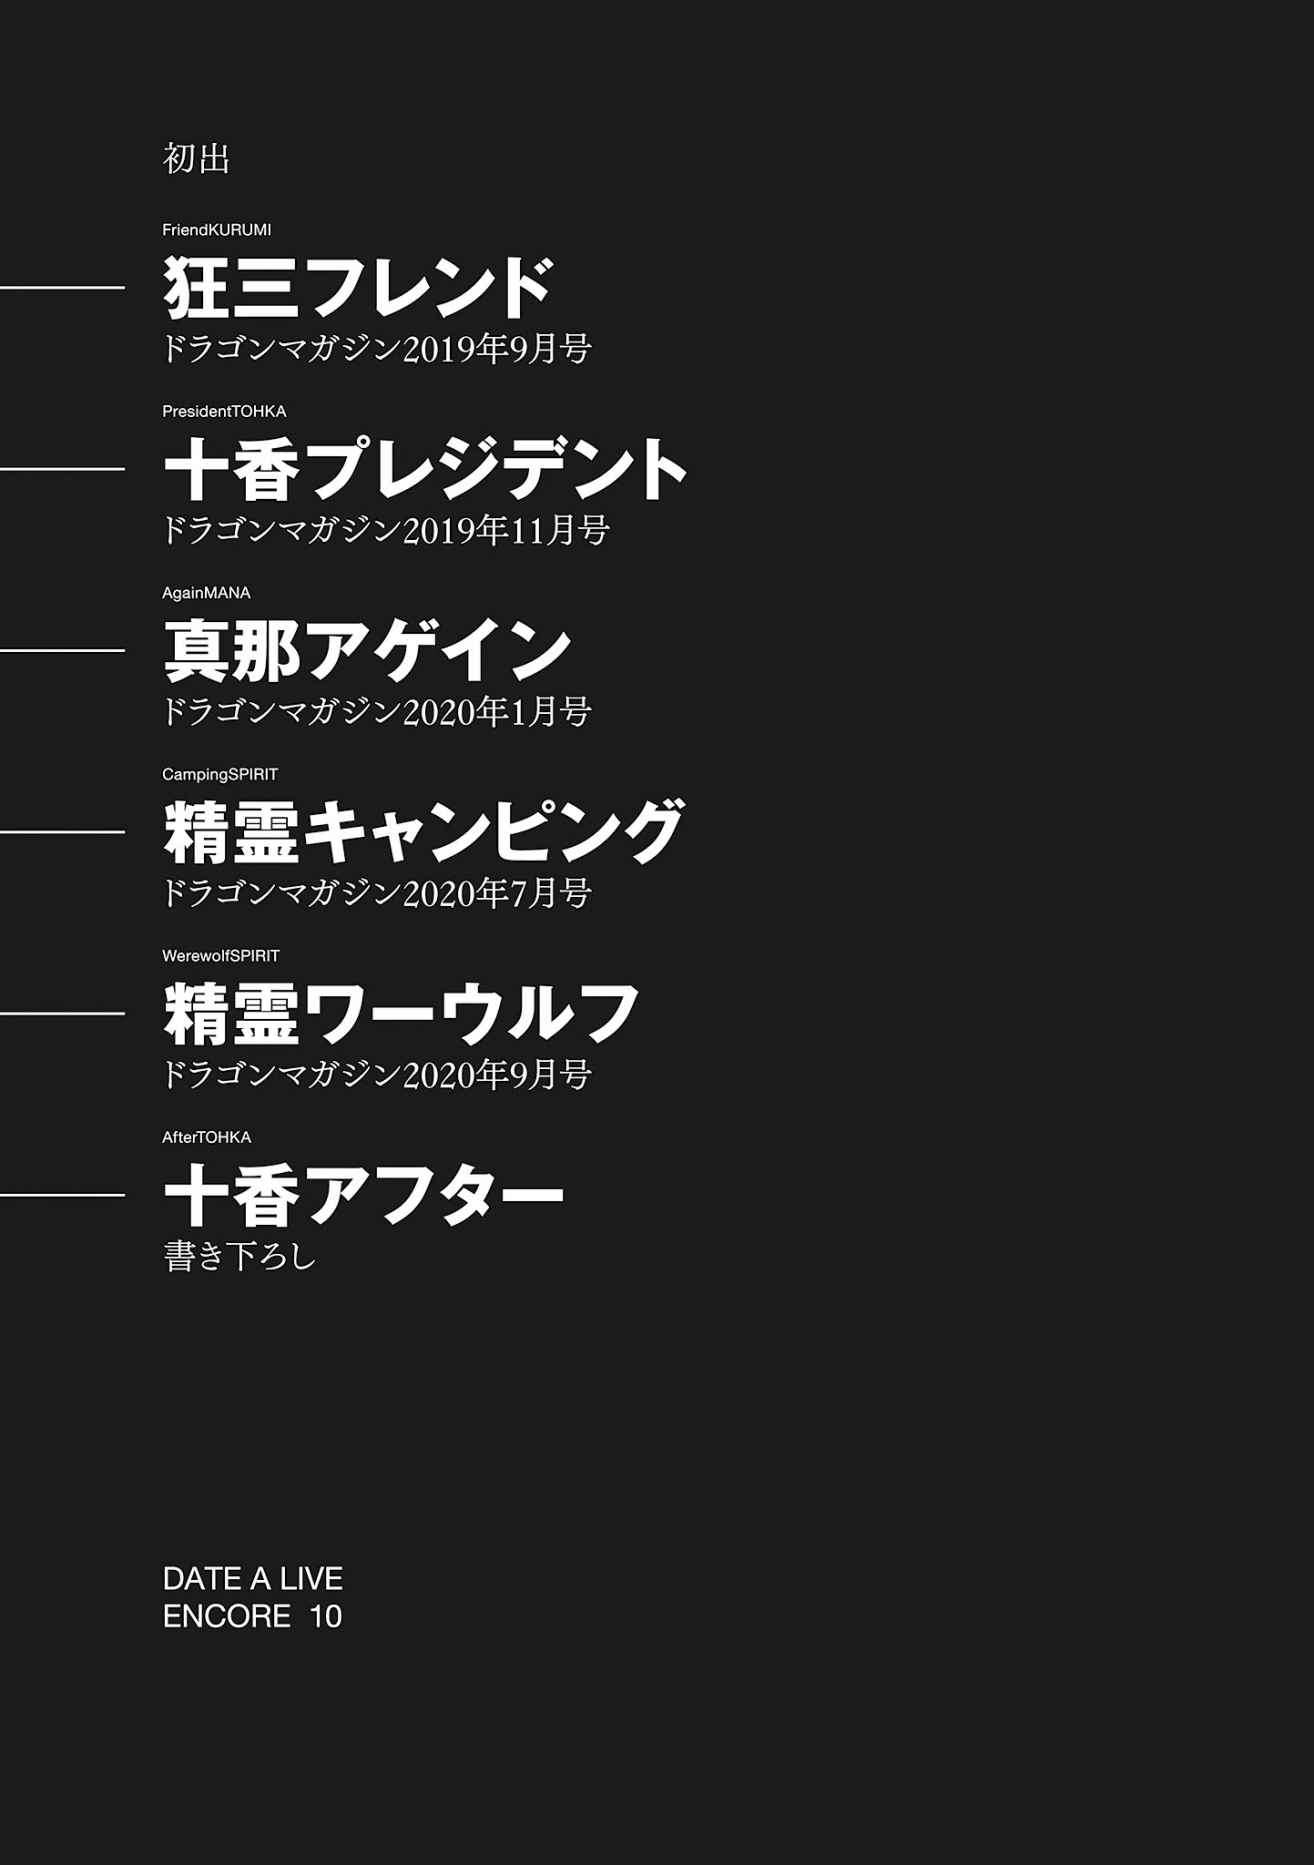 初出
FriendKURUMI
狂三フレンド
ドラゴンマガジン2019年9月号
PresidentTOHKA
十香プレジデント
ドラゴンマガジン2019年11月号
AgainMANA
真那アゲイン
ドラゴンマガジン2020年1月号
CampingSPIRIT
精霊キャンピング
ドラゴンマガジン2020年7月号
WerewolfSPIRIT
精霊ワーウルフ
ドラゴンマガジン2020年9月号
AfterTOHKA
十香アフター
書き下ろし
DATE A LIVE
ENCORE 10